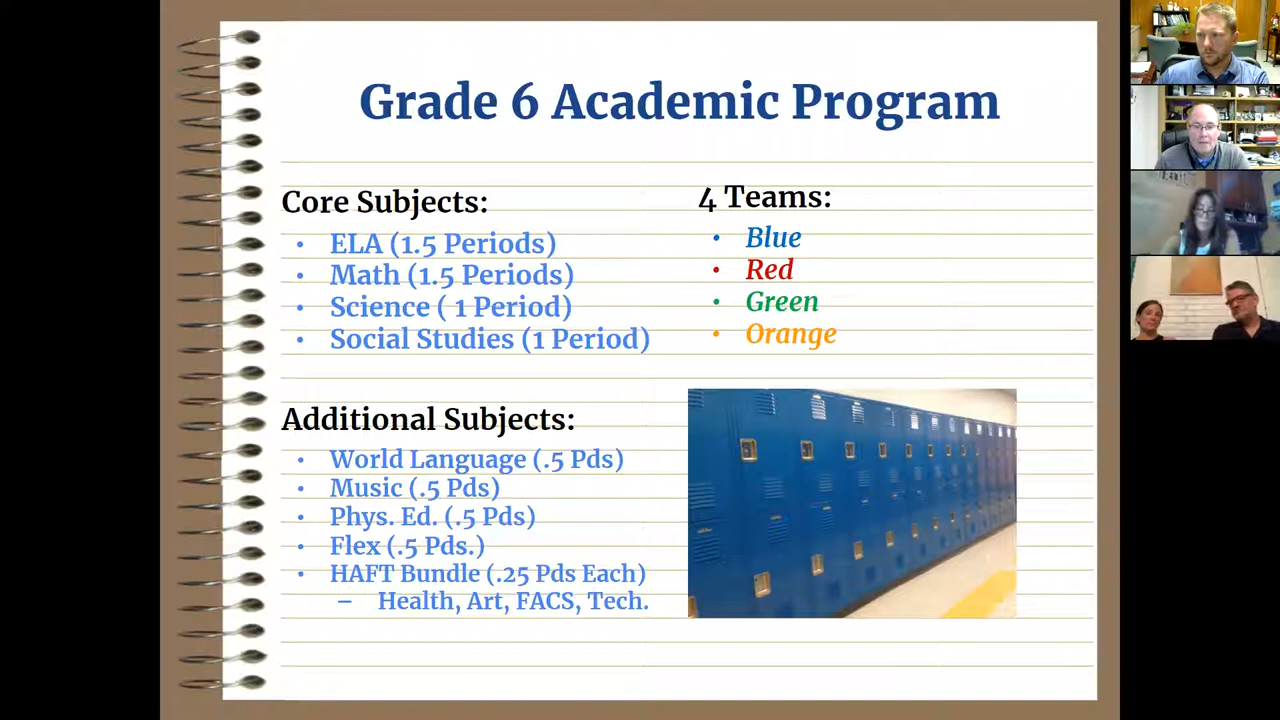 Grade 6 Academic Program
Core Subjects:
• ELA (1.5 Periods)
• Math (1.5 Periods)
• Science ( 1 Period)
• Social Studies (1 Period)
Additional Subjects:
• World Language (.5 Pds)
• Music (.5 Pds)
• Phys. Ed. (.5 Pds)
• Flex (.5 Pds.)
• HAFT Bundle (.25 Pds Each)
– Health, Art, FACS, Tech.
4 Teams:
• Blue
• Red
• Green
• Orange